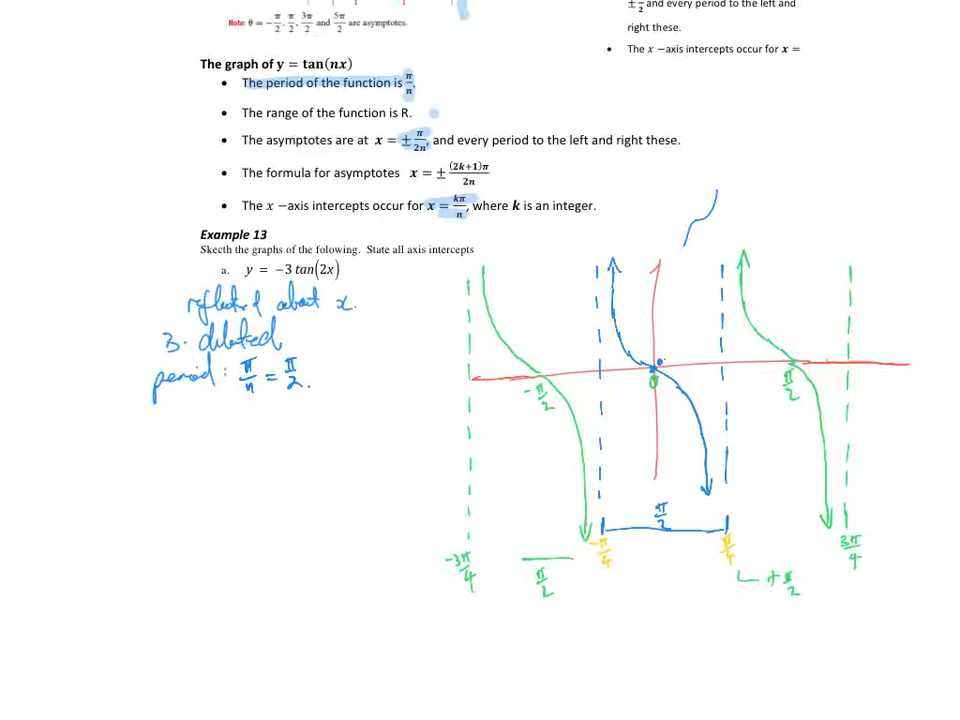 Note: θ = −π/2, π/2, 3π/2 and 5π/2 are asymptotes.
± π/2 and every period to the left and
right these.
• The x −axis intercepts occur for x =
The graph of y = tan(nx)
• The period of the function is π/n.
• The range of the function is R.
• The asymptotes are at x = ± π/2n, and every period to the left and right these.
• The formula for asymptotes x = ± (2k+1)π/2n
• The x −axis intercepts occur for x = kπ/n, where k is an integer.
Example 13
Skecth the graphs of the folowing. State all axis intercepts
a. y = −3 tan(2x)
reflected about x.
3. dilated
period: π/n = π/2.
-π/2
0
π/2
π/2
-3π/4
-π/4
π/4
3π/4
π/2
+ π/2